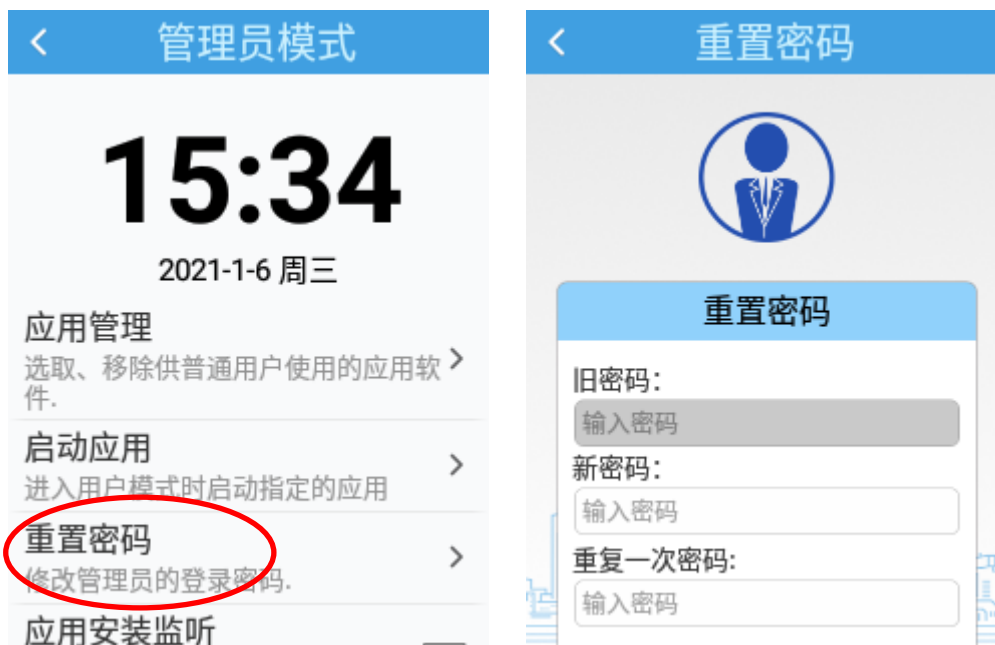 管理员模式
15:34
2021-1-6 周三
应用管理
选取、移除供普通用户使用的应用软
件.
启动应用
进入用户模式时启动指定的应用
重置密码
修改管理员的登录密码.
应用安装监听
重置密码
重置密码
旧密码：
输入密码
新密码：
输入密码
重复一次密码:
输入密码